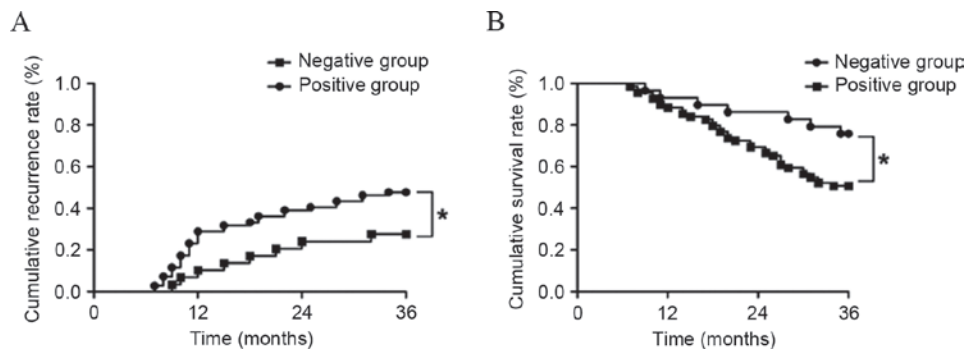 A
Negative group
Positive group
Cumulative recurrence rate (%)
1.0
0.8
0.6
0.4
0.2
0.0
*
0
12
24
36
Time (months)
B
Negative group
Positive group
Cumulative survival rate (%)
1.0
0.8
0.6
0.4
0.2
0.0
*
0
12
24
36
Time (months)